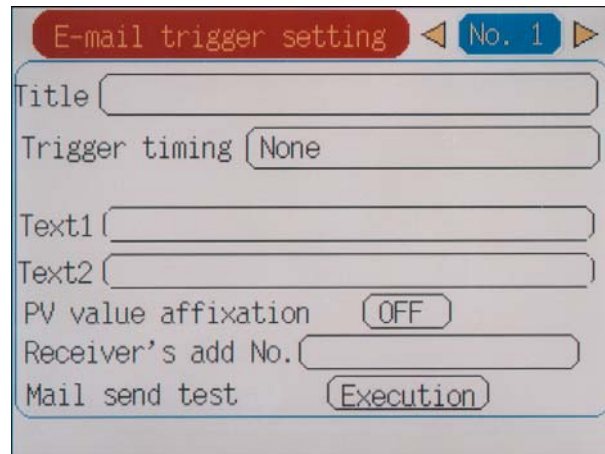 E-mail trigger setting No. 1
Title
Trigger timing None
Text1
Text2
PV value affixation OFF
Receiver's add No.
Mail send test Execution